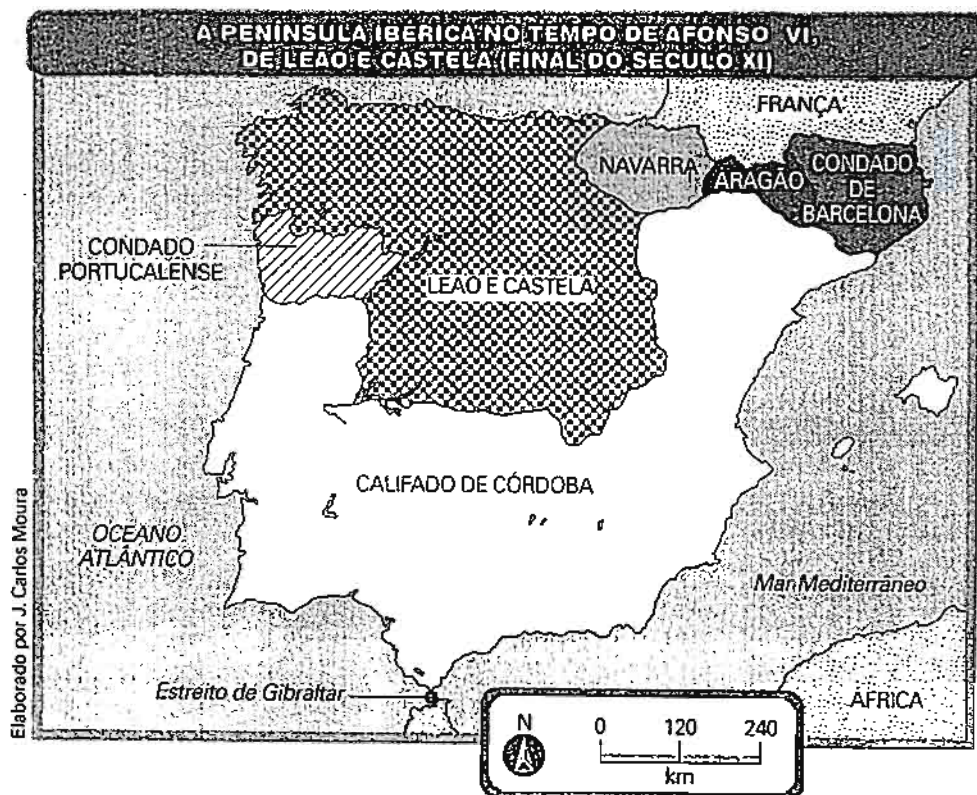 A PENÍNSULA IBÉRICA NO TEMPO DE AFONSO VI,
DE LEÃO E CASTELA (FINAL DO SÉCULO XI)
FRANÇA
NAVARRA
ARAGÃO
CONDADO
DE
BARCELONA
CONDADO
PORTUCALENSE
LEÃO E CASTELA
CALIFADO DE CÓRDOBA
OCEANO
ATLÂNTICO
Mar Mediterrâneo
Estreito de Gibraltar
ÁFRICA
N
0 120 240
km
Elaborado por J. Carlos Moura